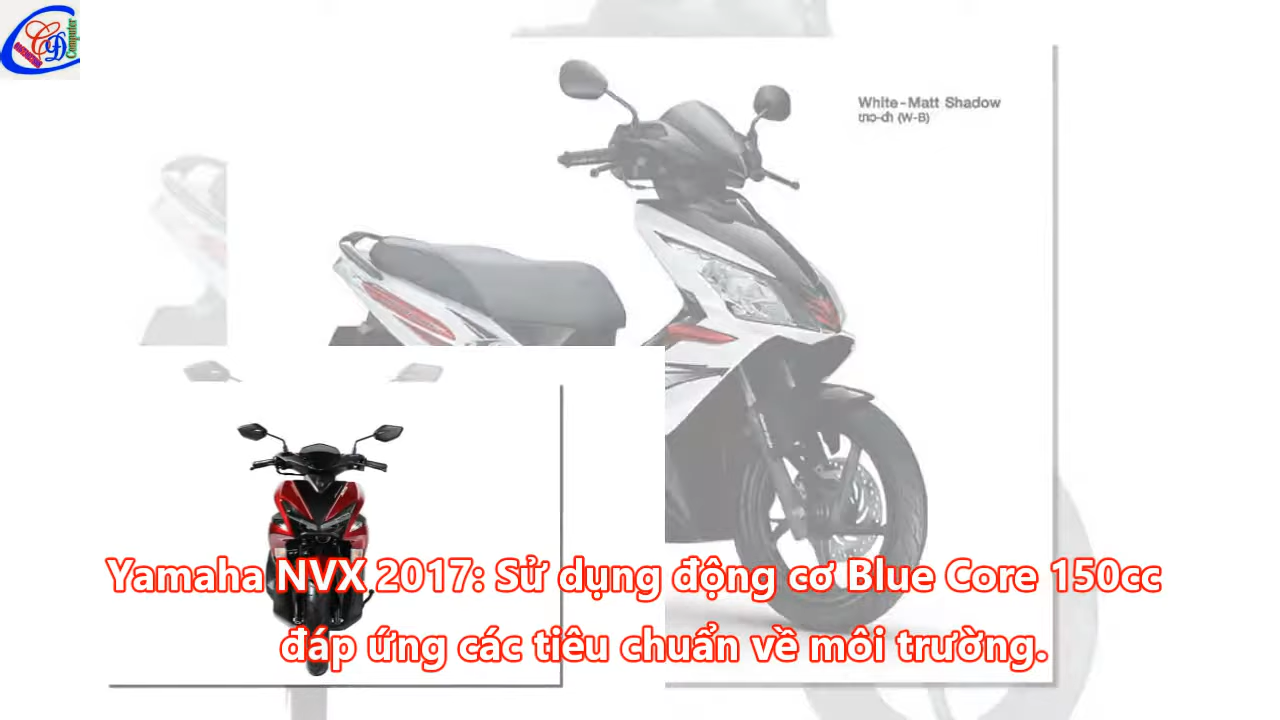 Computer
White-Matt Shadow
ขาว-ดำ (W-B)
Yamaha NVX 2017: Sử dụng động cơ Blue Core 150cc
đáp ứng các tiêu chuẩn về môi trường.